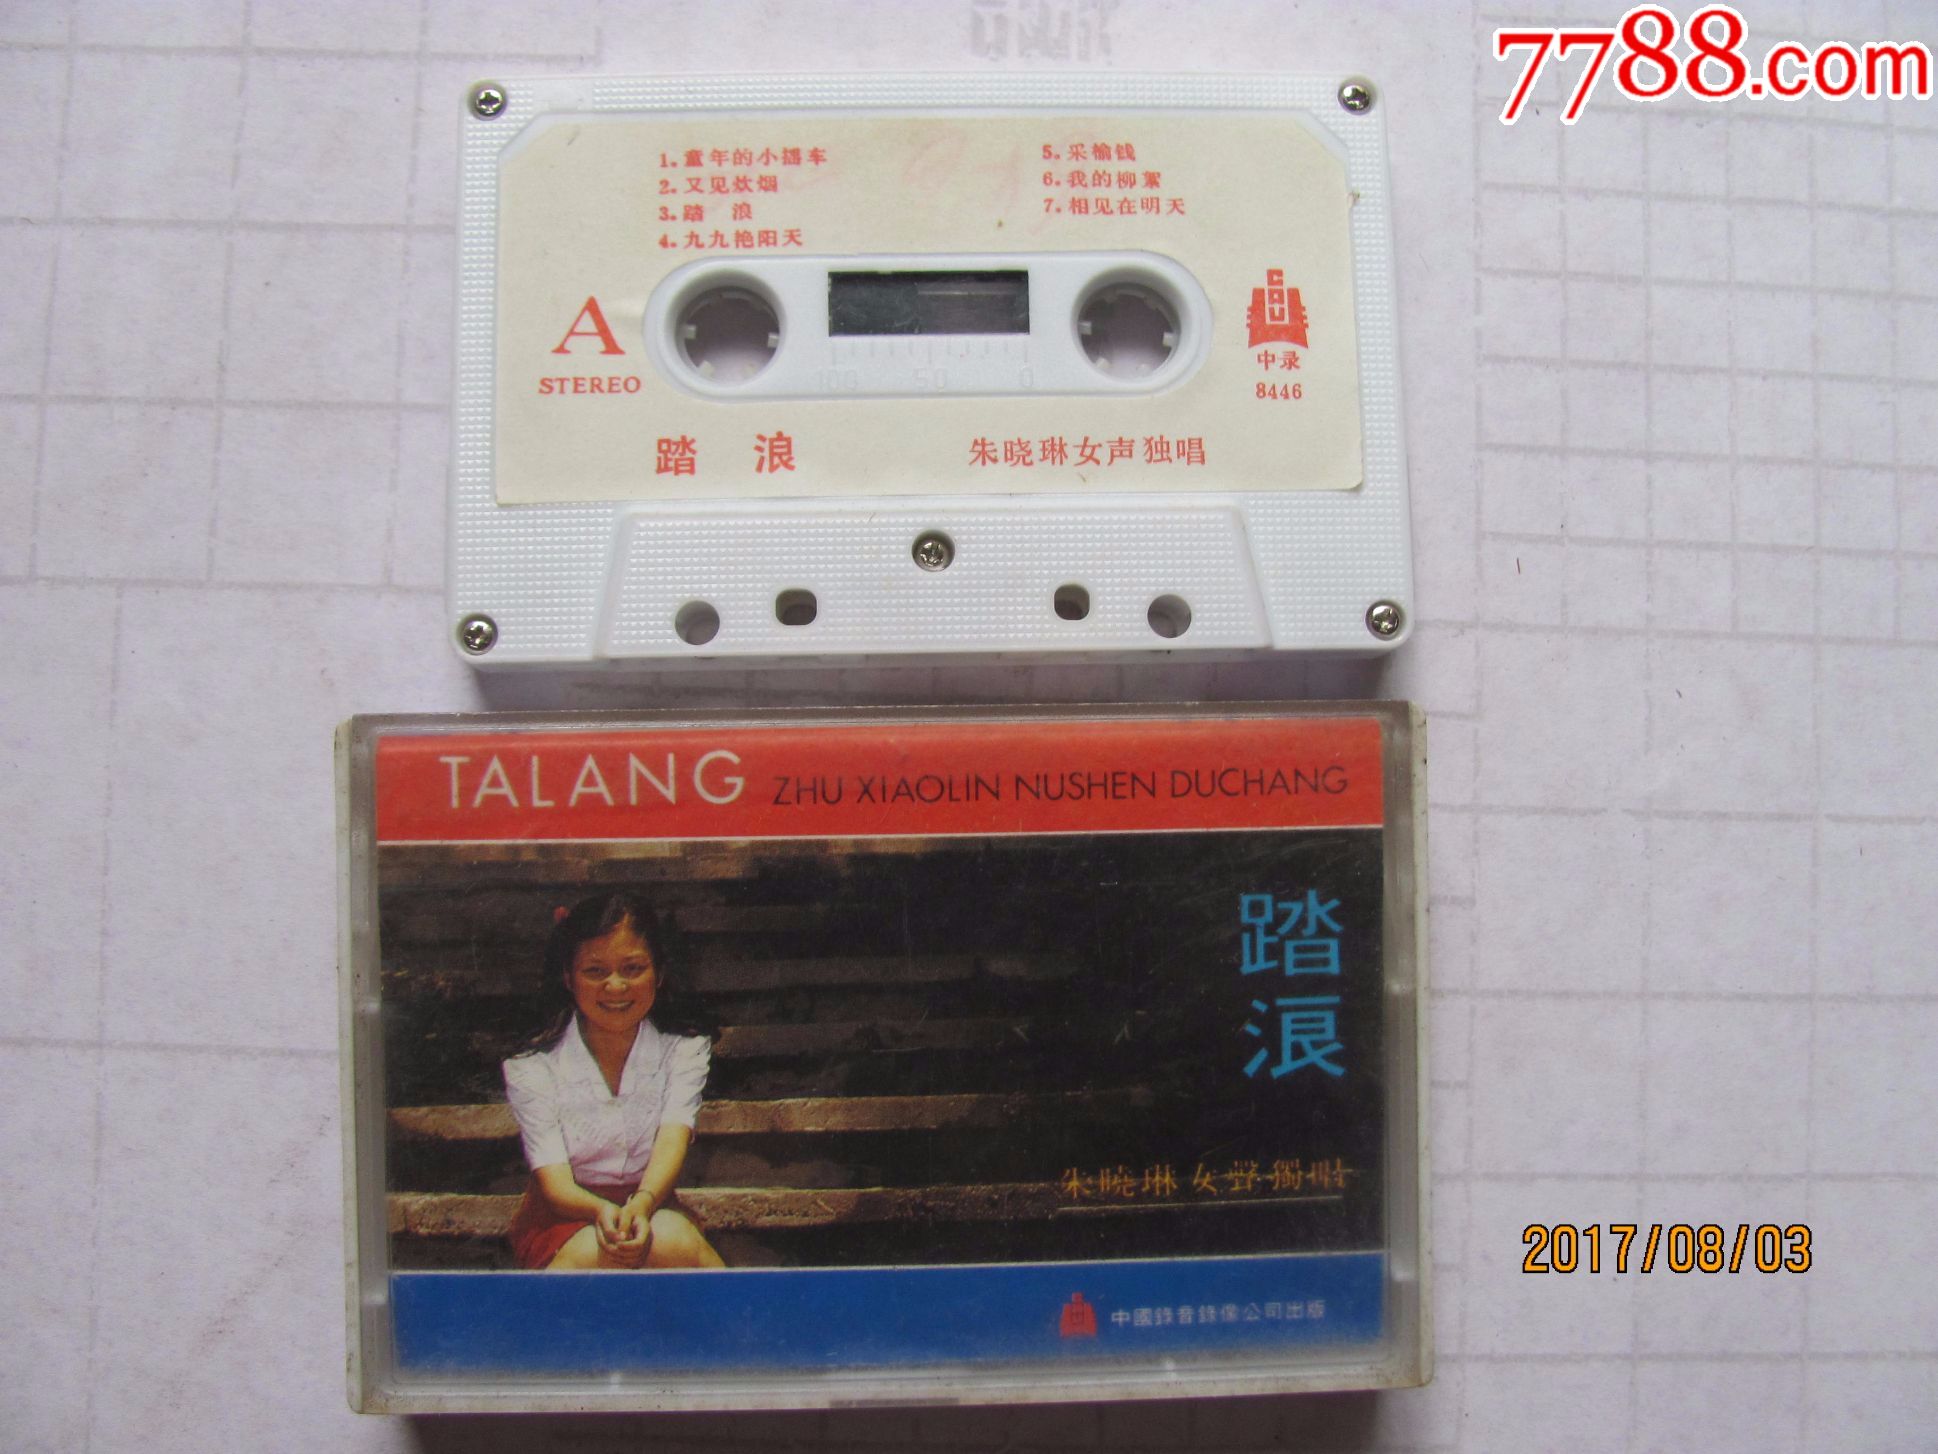 7788.com
1. 童年的小摇车
2. 又见炊烟
3. 踏 浪
4. 九九艳阳天
5. 采榆钱
6. 我的柳絮
7. 相见在明天
A
STEREO
CAV
中录
8446
100 50 0
踏 浪
朱晓琳女声独唱
TALANG ZHU XIAOLIN NUSHEN DUCHANG
踏
浪
朱曉琳女聲獨唱
中國錄音錄像公司出版
2017/08/03